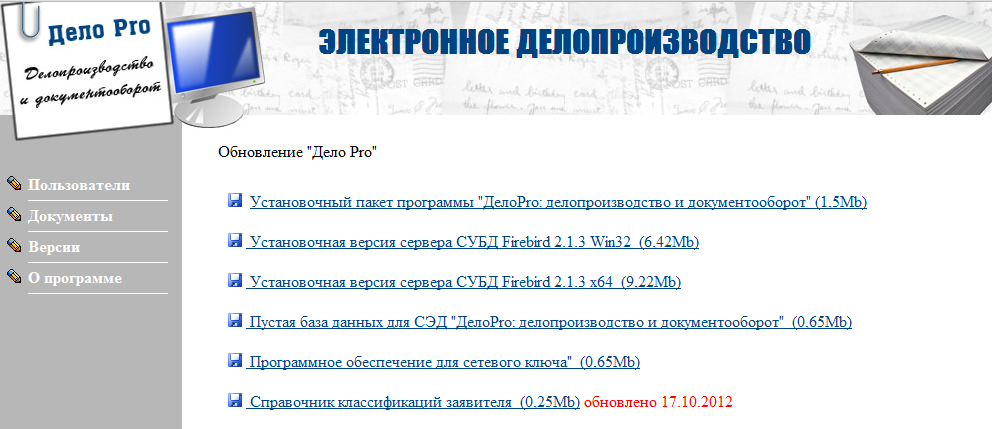 Дело Pro
Делопроизводство
и документооборот
ЭЛЕКТРОННОЕ ДЕЛОПРОИЗВОДСТВО
Пользователи
Документы
Версии
О программе
Обновление "Дело Pro"
Установочный пакет программы "ДелоPro: делопроизводство и документооборот" (1.5Mb)
Установочная версия сервера СУБД Firebird 2.1.3 Win32 (6.42Mb)
Установочная версия сервера СУБД Firebird 2.1.3 x64 (9.22Mb)
Пустая база данных для СЭД "ДелоPro: делопроизводство и документооборот" (0.65Mb)
Программное обеспечение для сетевого ключа" (0.65Mb)
Справочник классификаций заявителя (0.25Mb) обновлено 17.10.2012